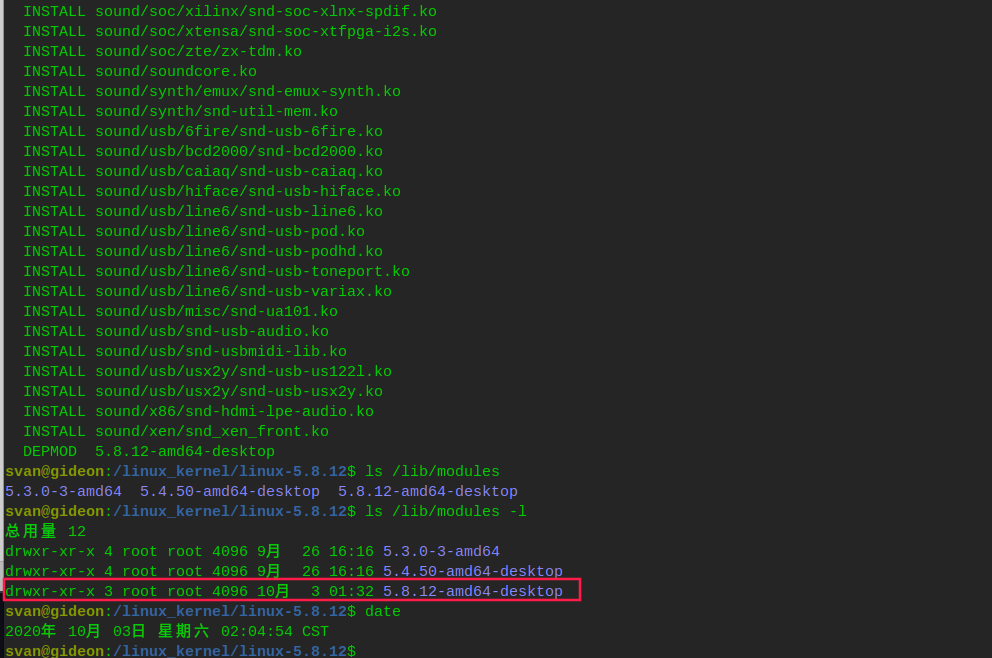 INSTALL sound/soc/xilinx/snd-soc-xlnx-spdif.ko
INSTALL sound/soc/xtensa/snd-soc-xtfpga-i2s.ko
INSTALL sound/soc/zte/zx-tdm.ko
INSTALL sound/soundcore.ko
INSTALL sound/synth/emux/snd-emux-synth.ko
INSTALL sound/synth/snd-util-mem.ko
INSTALL sound/usb/6fire/snd-usb-6fire.ko
INSTALL sound/usb/bcd2000/snd-bcd2000.ko
INSTALL sound/usb/caiaq/snd-usb-caiaq.ko
INSTALL sound/usb/hiface/snd-usb-hiface.ko
INSTALL sound/usb/line6/snd-usb-line6.ko
INSTALL sound/usb/line6/snd-usb-pod.ko
INSTALL sound/usb/line6/snd-usb-podhd.ko
INSTALL sound/usb/line6/snd-usb-toneport.ko
INSTALL sound/usb/line6/snd-usb-variax.ko
INSTALL sound/usb/misc/snd-ua101.ko
INSTALL sound/usb/snd-usb-audio.ko
INSTALL sound/usb/snd-usbmidi-lib.ko
INSTALL sound/usb/usx2y/snd-usb-us122l.ko
INSTALL sound/usb/usx2y/snd-usb-usx2y.ko
INSTALL sound/x86/snd-hdmi-lpe-audio.ko
INSTALL sound/xen/snd_xen_front.ko
DEPMOD  5.8.12-amd64-desktop
svan@gideon:/linux_kernel/linux-5.8.12$ ls /lib/modules
5.3.0-3-amd64  5.4.50-amd64-desktop  5.8.12-amd64-desktop
svan@gideon:/linux_kernel/linux-5.8.12$ ls /lib/modules -l
总用量 12
drwxr-xr-x 4 root root 4096 9月  26 16:16 5.3.0-3-amd64
drwxr-xr-x 4 root root 4096 9月  26 16:16 5.4.50-amd64-desktop
drwxr-xr-x 3 root root 4096 10月  3 01:32 5.8.12-amd64-desktop
svan@gideon:/linux_kernel/linux-5.8.12$ date
2020年 10月 03日 星期六 02:04:54 CST
svan@gideon:/linux_kernel/linux-5.8.12$